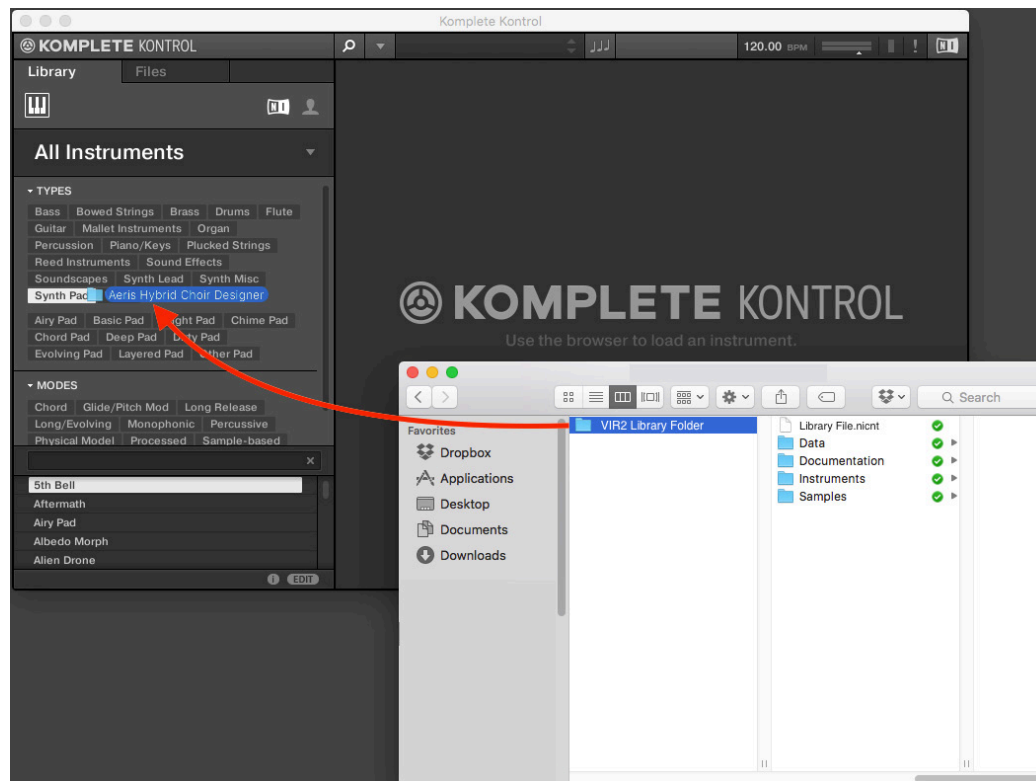 Komplete Kontrol
KOMPLETE KONTROL
120.00 BPM
Library Files
All Instruments
TYPES
Bass Bowed Strings Brass Drums Flute
Guitar Mallet Instruments Organ
Percussion Piano/Keys Plucked Strings
Reed Instruments Sound Effects
Soundscapes Synth Lead Synth Misc
Synth Pad Aeris Hybrid Choir Designer
Airy Pad Basic Pad Chime Pad
Chord Pad Deep Pad Dirty Pad
Evolving Pad Layered Pad Other Pad
MODES
Chord Glide/Pitch Mod Long Release
Long/Evolving Monophonic Percussive
Physical Model Processed Sample-based
5th Bell
Aftermath
Airy Pad
Albedo Morph
Alien Drone
EDIT
KOMPLETE KONTROL
Use the browser to load an instrument.
Search
Favorites
Dropbox
Applications
Desktop
Documents
Downloads
VIR2 Library Folder
Library File.nicnt
Data
Documentation
Instruments
Samples